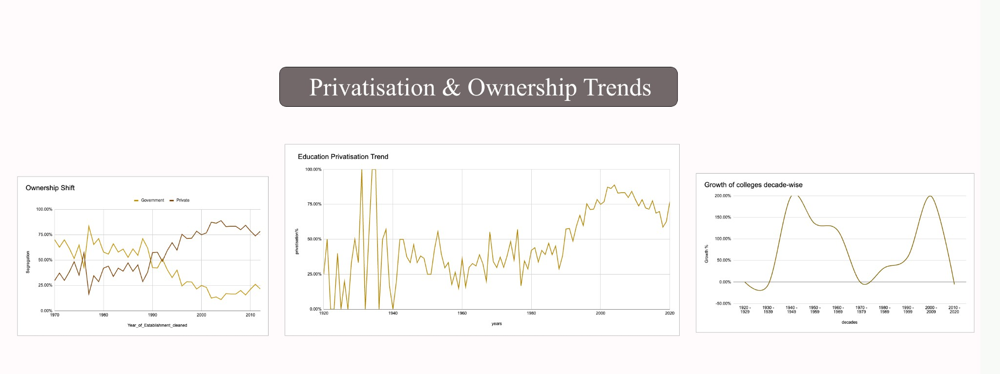 Privatisation & Ownership Trends
Ownership Shift
Government Private
100.00%
75.00%
50.00%
25.00%
0.00%
Segregation
1970 1980 1990 2000 2010
Year_of_Establishment_cleaned
Education Privatisation Trend
100.00%
75.00%
50.00%
25.00%
0.00%
privatisation%
1920 1940 1960 1980 2000 2020
years
Growth of colleges decade-wise
200.00%
150.00%
100.00%
50.00%
0.00%
-50.00%
Growth %
1920 - 1930 - 1940 - 1950 - 1960 - 1970 - 1980 - 1990 - 2000 - 2010 -
1929 1939 1949 1959 1969 1979 1989 1999 2009 2020
decades